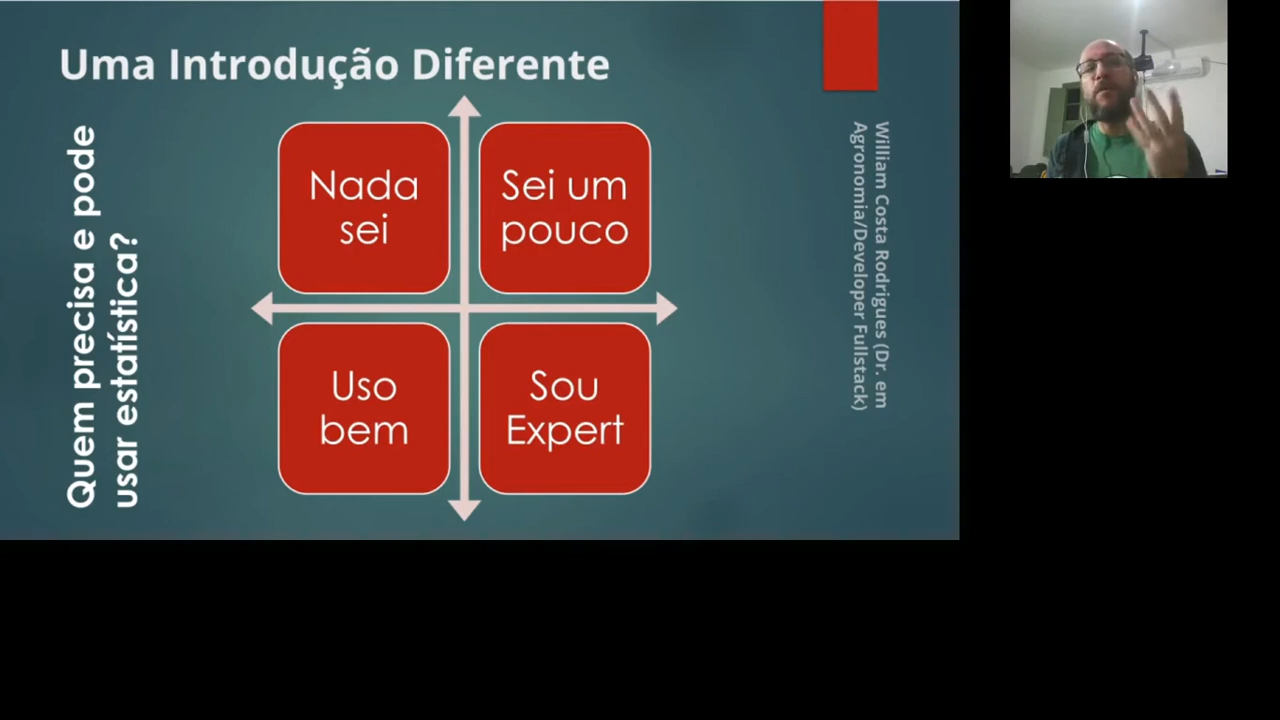 Uma Introdução Diferente
Quem precisa e pode
usar estatística?
Nada
sei
Sei um
pouco
Uso
bem
Sou
Expert
William Costa Rodrigues (Dr. em
Agronomia/Developer Fullstack)